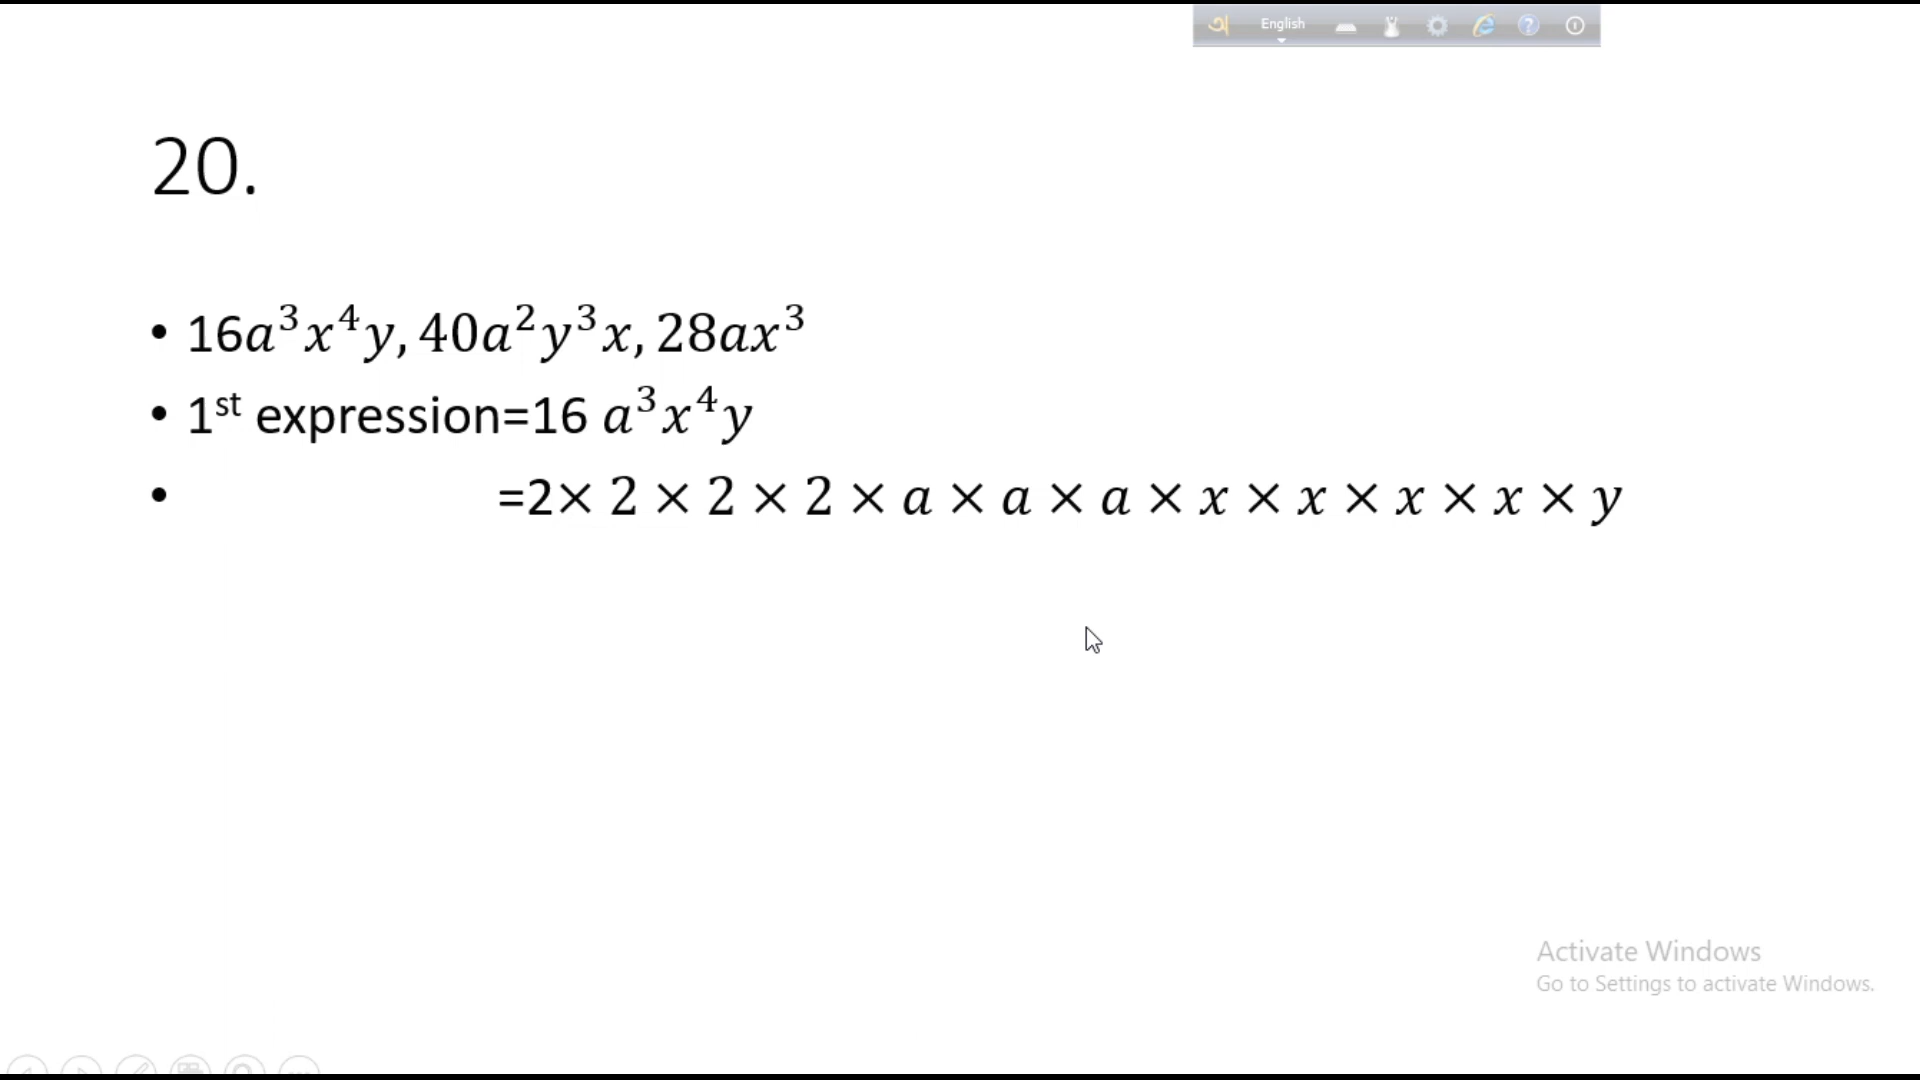 অ English
20.
• 16a³x⁴y, 40a²y³x, 28ax³
• 1ˢᵗ expression=16 a³x⁴y
• =2× 2 × 2 × 2 × a × a × a × x × x × x × x × y
Activate Windows
Go to Settings to activate Windows.